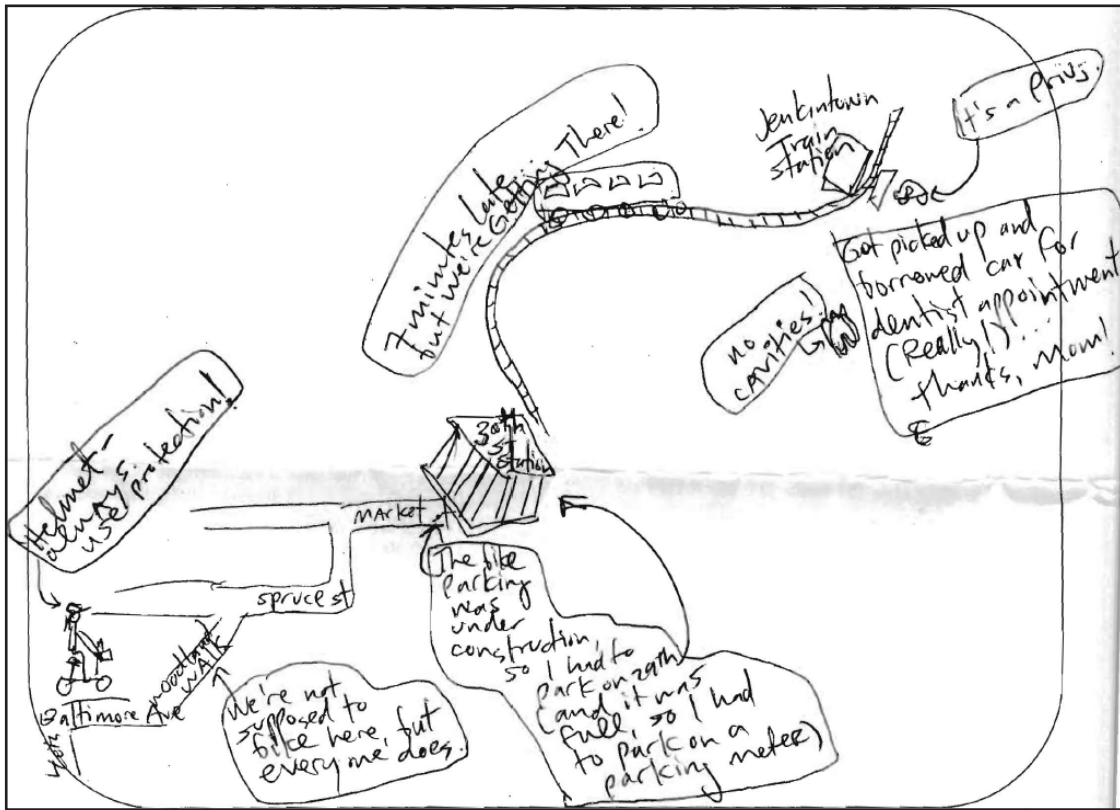 It's a Prius.
Jenkintown
Train
station
7 minutes late
but we're Getting There!
Got picked up and
borrowed car for
dentist appointment
(Really!)
thanks, Mom!
no
cavities!
Helmet-
always
use protection!
30th
St
station
Market
The bike
parking
was
under
construction,
so I had to
park on 29th
(and it was
full, so I had
to park on a
parking meter)
spruce st
woodland
walk
Baltimore Ave
We're not
supposed to
bike here, but
everyone does.